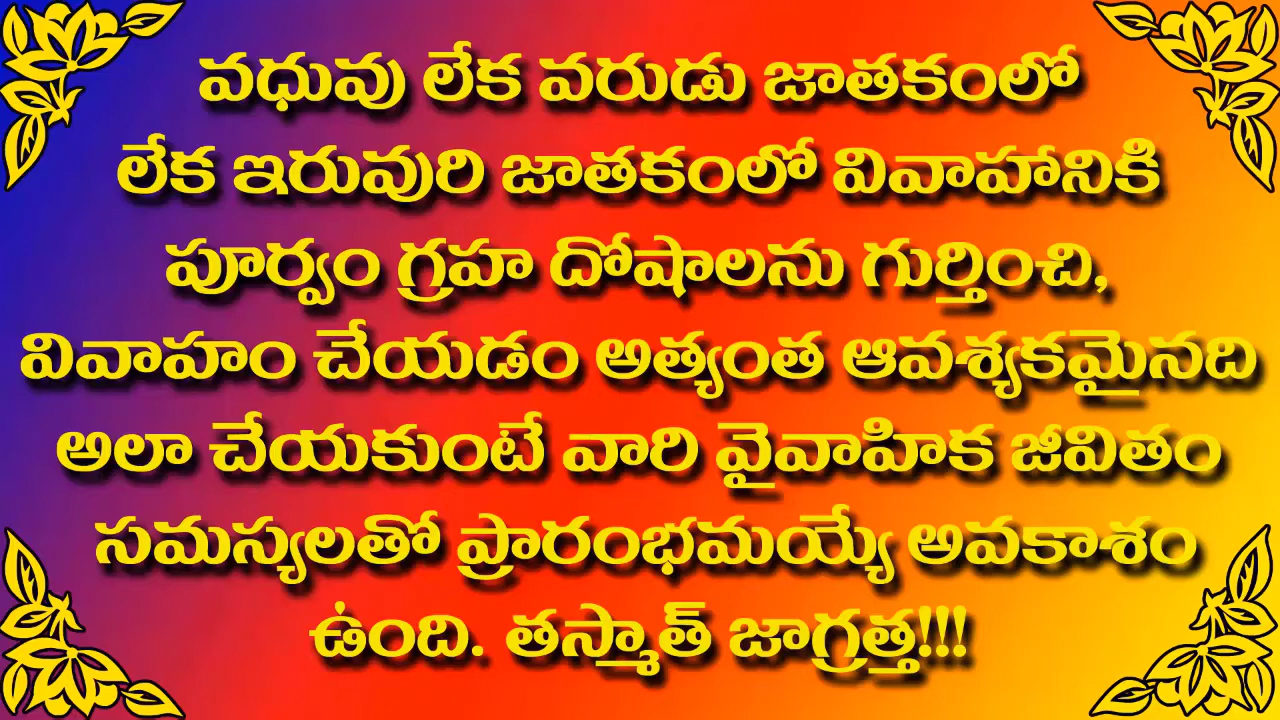 వధువు లేక వరుడు జాతకంలో
లేక ఇరువురి జాతకంలో వివాహానికి
పూర్వం గ్రహ దోషాలను గుర్తించి,
వివాహం చేయడం అత్యంత ఆవశ్యకమైనది
అలా చేయకుంటే వారి వైవాహిక జీవితం
సమస్యలతో ప్రారంభమయ్యే అవకాశం
ఉంది. తస్మాత్ జాగ్రత్త!!!